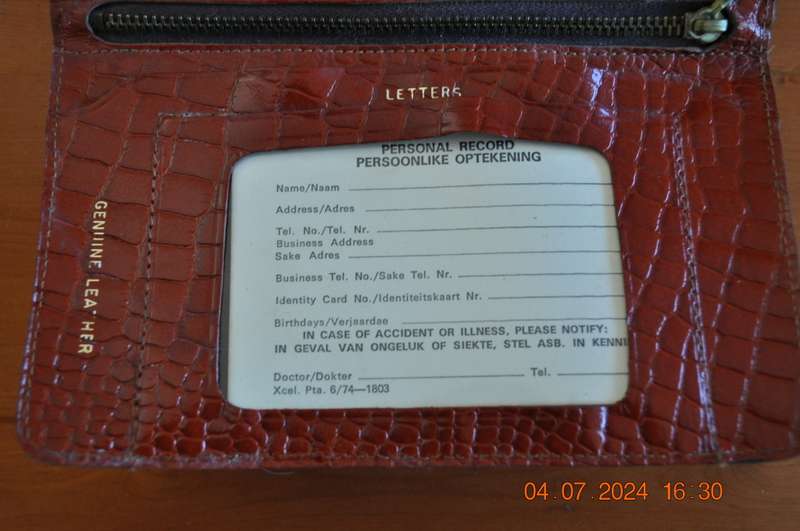 LETTERS
GENUINE LEATHER
PERSONAL RECORD
PERSOONLIKE OPTEKENING
Name/Naam
Address/Adres
Tel. No./Tel. Nr.
Business Address
Sake Adres
Business Tel. No./Sake Tel. Nr.
Identity Card No./Identiteitskaart Nr.
Birthdays/Verjaardae
IN CASE OF ACCIDENT OR ILLNESS, PLEASE NOTIFY:
IN GEVAL VAN ONGELUK OF SIEKTE, STEL ASB. IN KENNI
Doctor/Dokter Tel.
Xcel. Pta. 6/74—1803
04.07.2024 16:30